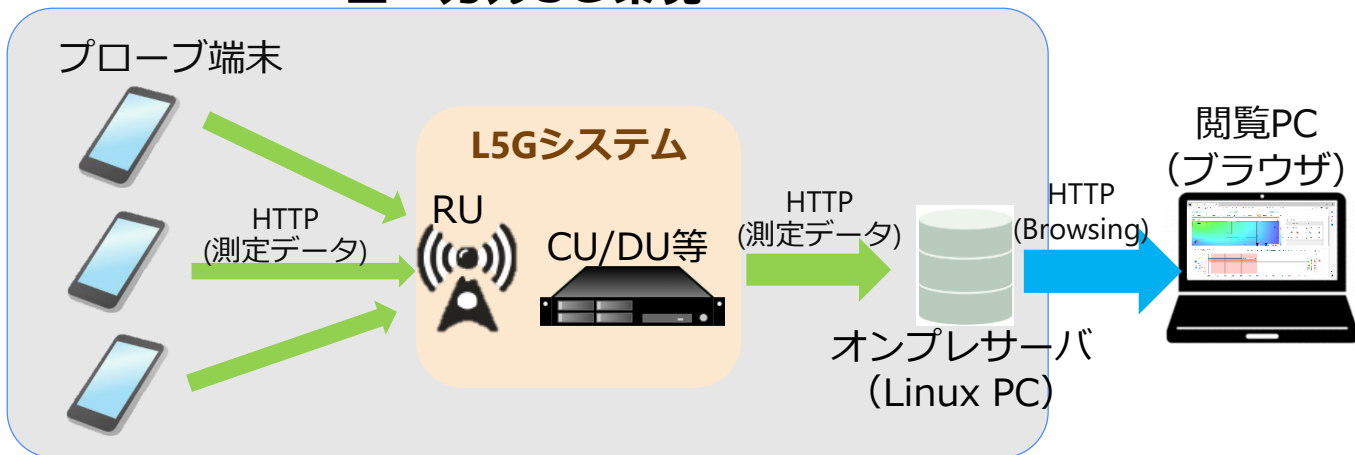 プローブ端末
L5Gシステム
RU
CU/DU等
HTTP
(測定データ)
HTTP
(測定データ)
HTTP
(Browsing)
オンプレサーバ
（Linux PC）
閲覧PC
（ブラウザ）